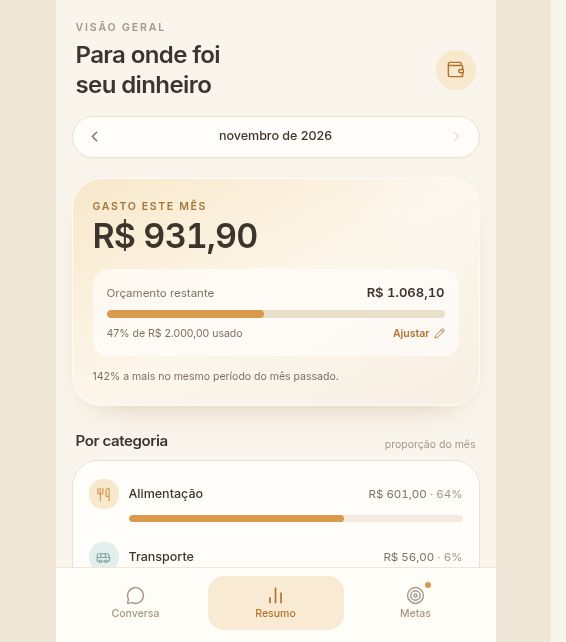 VISÃO GERAL
Para onde foi
seu dinheiro
novembro de 2026
GASTO ESTE MÊS
R$ 931,90
Orçamento restante
R$ 1.068,10
47% de R$ 2.000,00 usado
Ajustar
142% a mais no mesmo período do mês passado.
Por categoria
proporção do mês
Alimentação
R$ 601,00 · 64%
Transporte
R$ 56,00 · 6%
Conversa
Resumo
Metas